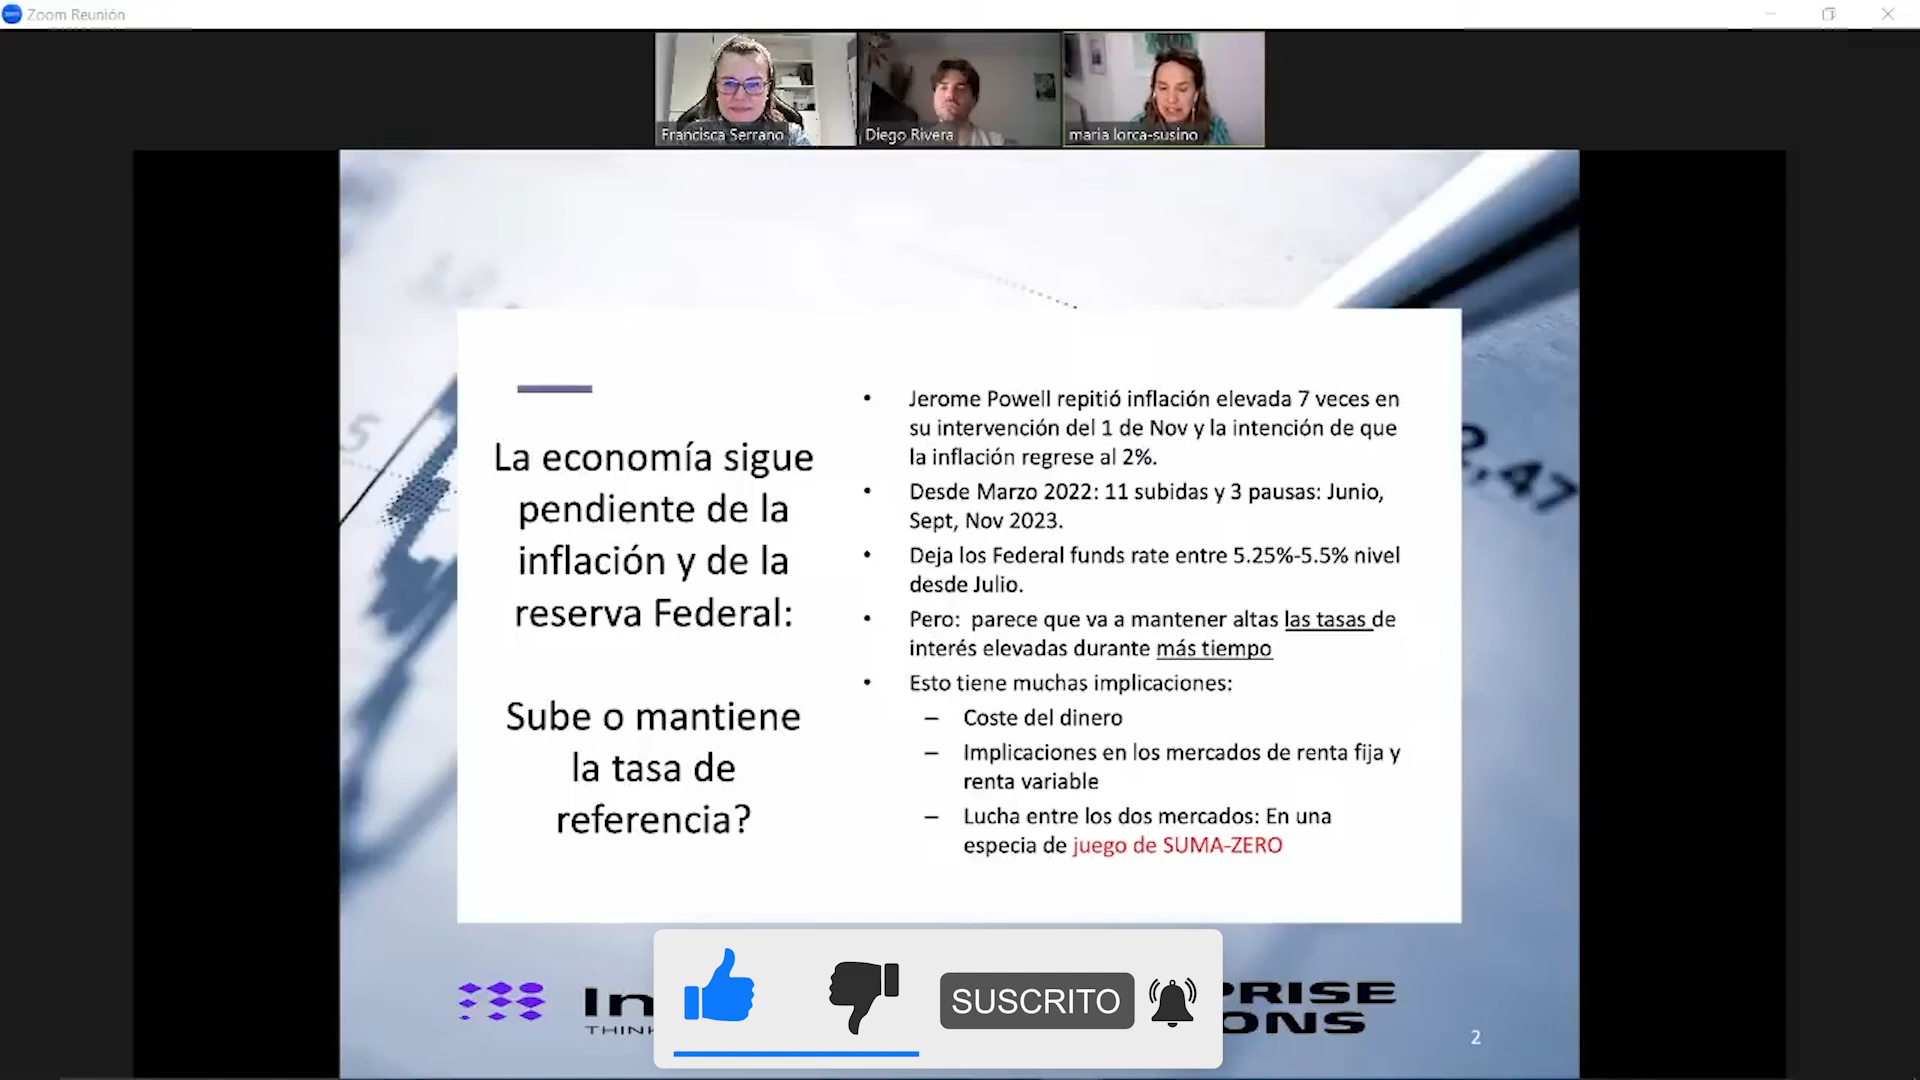 zoom
Zoom Reunión
Francisca Serrano
Diego Rivera
maria lorca-susino
5
2,47
La economía sigue
pendiente de la
inflación y de la
reserva Federal:
Sube o mantiene
la tasa de
referencia?
• Jerome Powell repitió inflación elevada 7 veces en
su intervención del 1 de Nov y la intención de que
la inflación regrese al 2%.
• Desde Marzo 2022: 11 subidas y 3 pausas: Junio,
Sept, Nov 2023.
• Deja los Federal funds rate entre 5.25%-5.5% nivel
desde Julio.
• Pero: parece que va a mantener altas las tasas de
interés elevadas durante más tiempo
• Esto tiene muchas implicaciones:
– Coste del dinero
– Implicaciones en los mercados de renta fija y
renta variable
– Lucha entre los dos mercados: En una
especia de juego de SUMA-ZERO
SUSCRITO
2